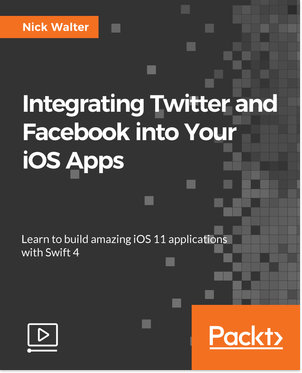 Nick Walter
Integrating Twitter and
Facebook into Your
iOS Apps
Learn to build amazing iOS 11 applications
with Swift 4
Packt>